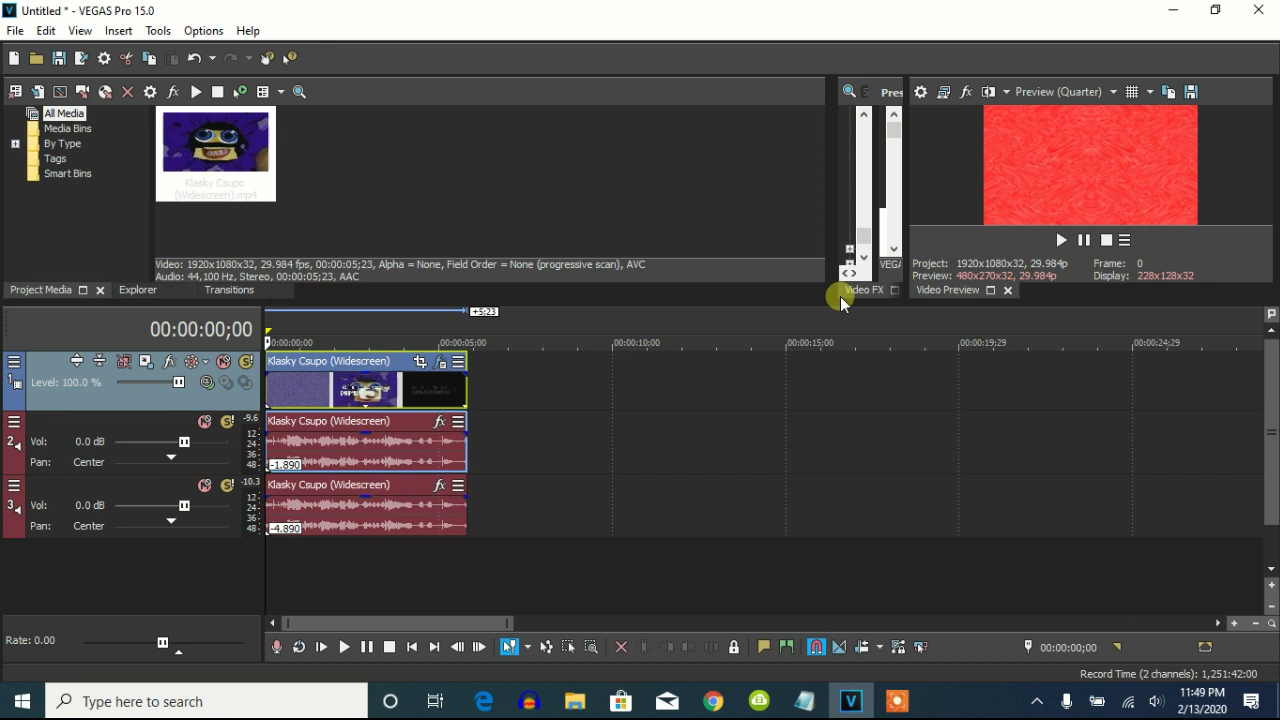 Untitled * - VEGAS Pro 15.0
File Edit View Insert Tools Options Help
Preview (Quarter)
All Media
Media Bins
By Type
Tags
Smart Bins
Klasky Csupo
(Widescreen).mp4
Video: 1920x1080x32, 29.984 fps, 00:00:05;23, Alpha = None, Field Order = None (progressive scan), AVC
Audio: 44,100 Hz, Stereo, 00:00:05;23, AAC
Project: 1920x1080x32, 29.984p Frame: 0
Preview: 480x270x32, 29.984p Display: 228x128x32
Project Media Explorer Transitions Video FX Video Preview
+5:23
00:00:00;00
00:00:00;00 00:00:05;00 00:00:10;00 00:00:15;00 00:00:19;29 00:00:24;29
Klasky Csupo (Widescreen)
1 Level: 100.0 %
Klasky Csupo (Widescreen)
-9.6
2 Vol: 0.0 dB 12 24 36 48
Pan: Center
-1.890
Klasky Csupo (Widescreen)
-10.3
3 Vol: 0.0 dB 12 24 36 48
Pan: Center
-4.890
Rate: 0.00
00:00:00;00
Record Time (2 channels): 1,251:42:00
Type here to search
11:49 PM
2/13/2020